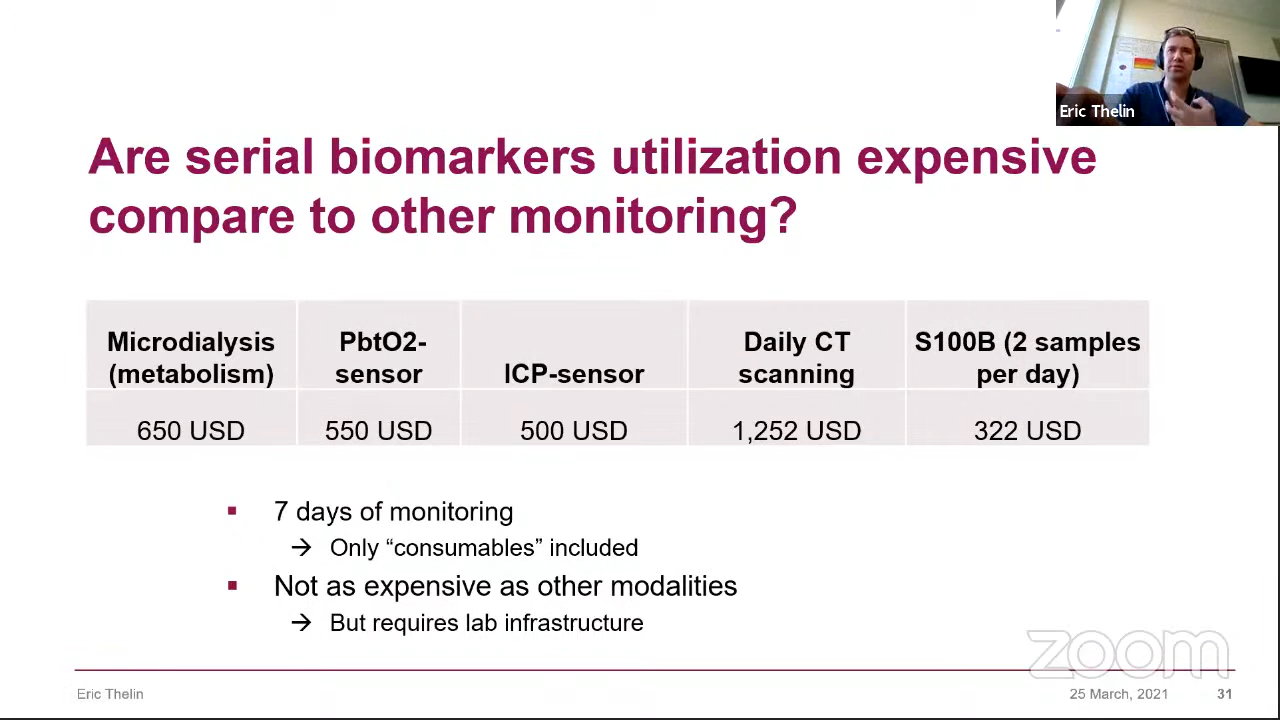 Eric Thelin
Are serial biomarkers utilization expensive
compare to other monitoring?
Microdialysis
(metabolism)
PbtO2-
sensor
ICP-sensor
Daily CT
scanning
S100B (2 samples
per day)
650 USD
550 USD
500 USD
1,252 USD
322 USD
▪ 7 days of monitoring
→ Only “consumables” included
▪ Not as expensive as other modalities
→ But requires lab infrastructure
zoom
Eric Thelin
25 March, 2021
31